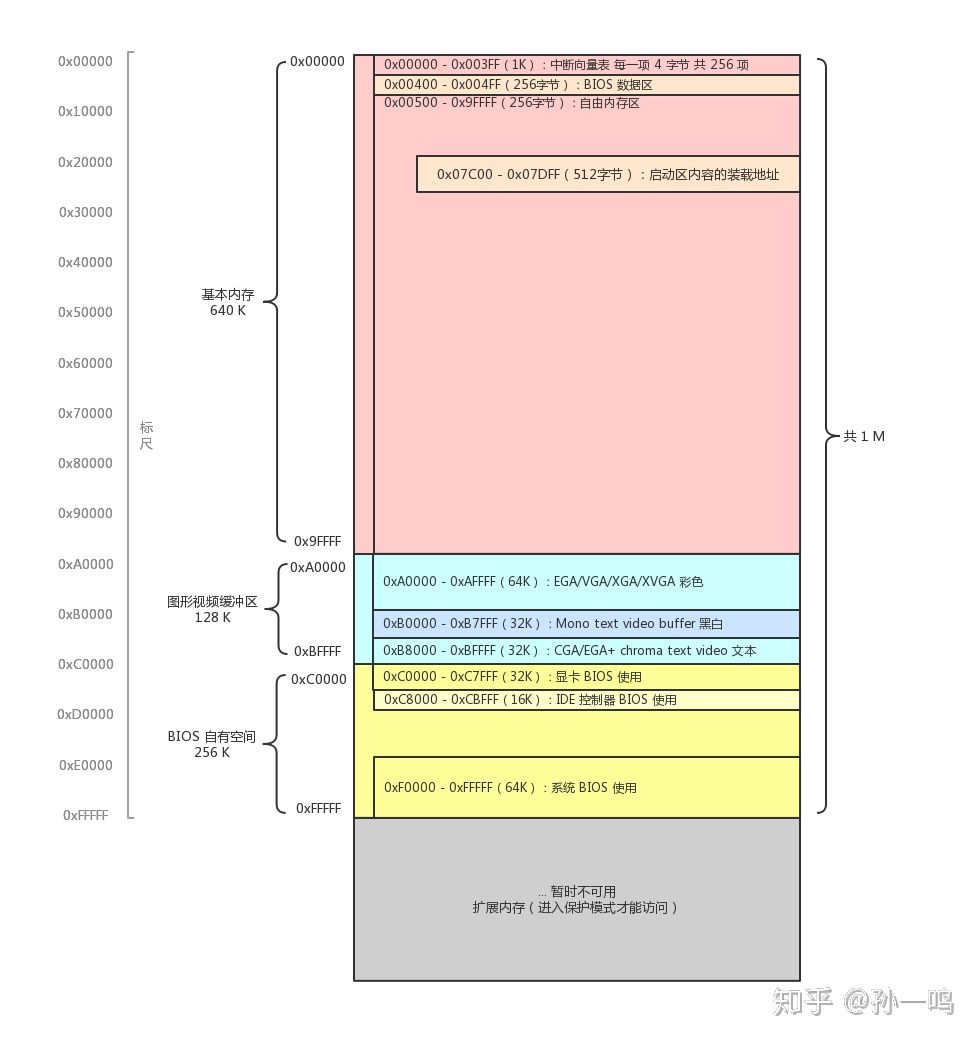 0x00000
0x10000
0x20000
0x30000
0x40000
0x50000
0x60000
0x70000
0x80000
0x90000
0xA0000
0xB0000
0xC0000
0xD0000
0xE0000
0xFFFFF
标
尺
0x00000
基本内存
640 K
0x9FFFF
0xA0000
图形视频缓冲区
128 K
0xBFFFF
0xC0000
BIOS 自有空间
256 K
0xFFFFF
0x00000 - 0x003FF（1K）：中断向量表 每一项 4 字节 共 256 项
0x00400 - 0x004FF（256字节）：BIOS 数据区
0x00500 - 0x9FFFF（256字节）：自由内存区
0x07C00 - 0x07DFF（512字节）：启动区内容的装载地址
0xA0000 - 0xAFFFF（64K）：EGA/VGA/XGA/XVGA 彩色
0xB0000 - 0xB7FFF（32K）：Mono text video buffer 黑白
0xB8000 - 0xBFFFF（32K）：CGA/EGA+ chroma text video 文本
0xC0000 - 0xC7FFF（32K）：显卡 BIOS 使用
0xC8000 - 0xCBFFF（16K）：IDE 控制器 BIOS 使用
0xF0000 - 0xFFFFF（64K）：系统 BIOS 使用
... 暂时不可用
扩展内存（进入保护模式才能访问）
共 1 M
知乎 @孙一鸣